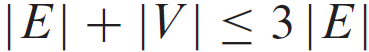 |E| + |V| ≤ 3 |E|